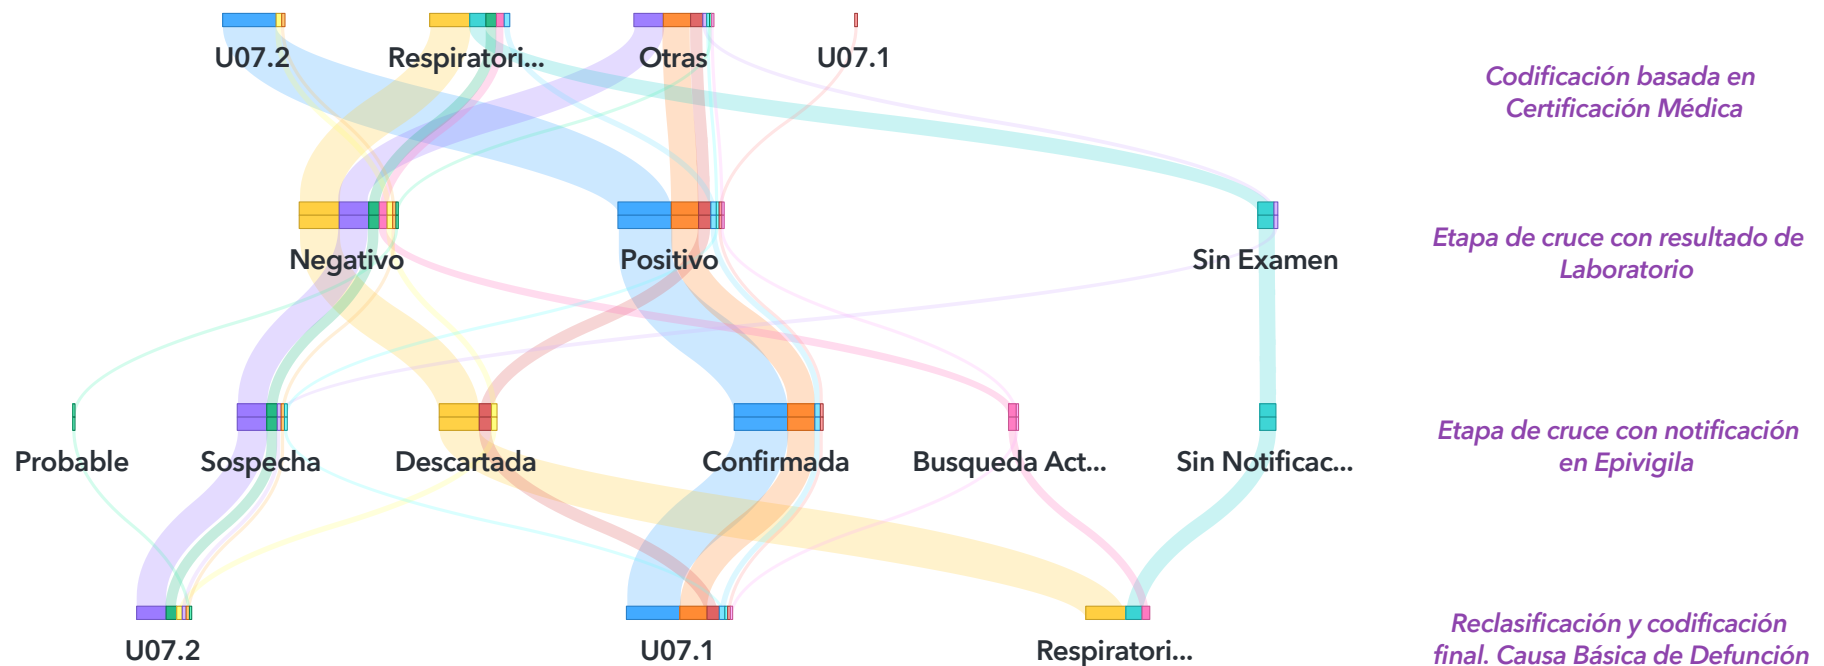 U07.2
Respiratori...
Otras
U07.1
Codificación basada en
Certificación Médica
Negativo
Positivo
Sin Examen
Etapa de cruce con resultado de
Laboratorio
Probable
Sospecha
Descartada
Confirmada
Busqueda Act...
Sin Notificac...
Etapa de cruce con notificación
en Epivigila
U07.2
U07.1
Respiratori...
Reclasificación y codificación
final. Causa Básica de Defunción